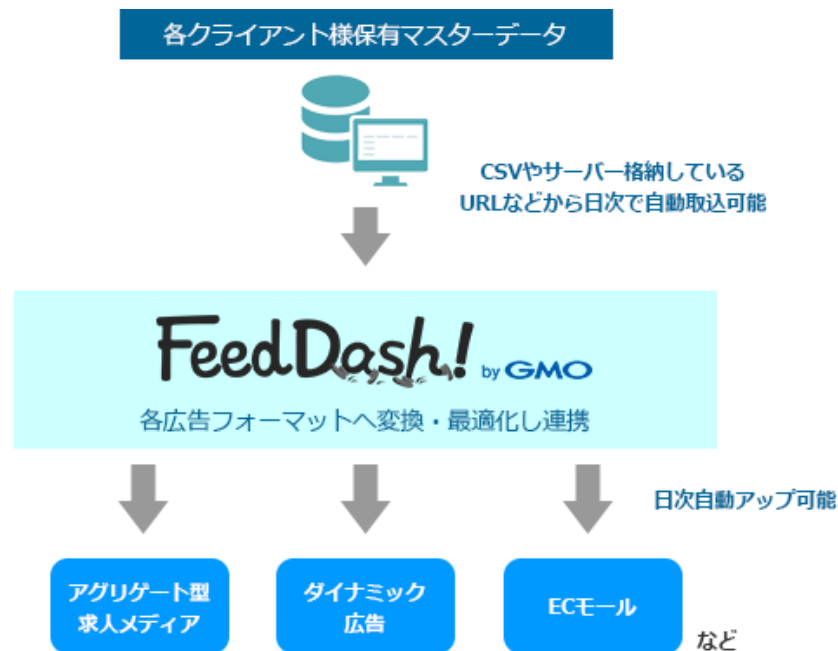 各クライアント様保有マスターデータ
CSVやサーバー格納している
URLなどから日次で自動取込可能
FeedDash! by GMO
各広告フォーマットへ変換・最適化し連携
日次自動アップ可能
アグリゲート型
求人メディア
ダイナミック
広告
ECモール
など